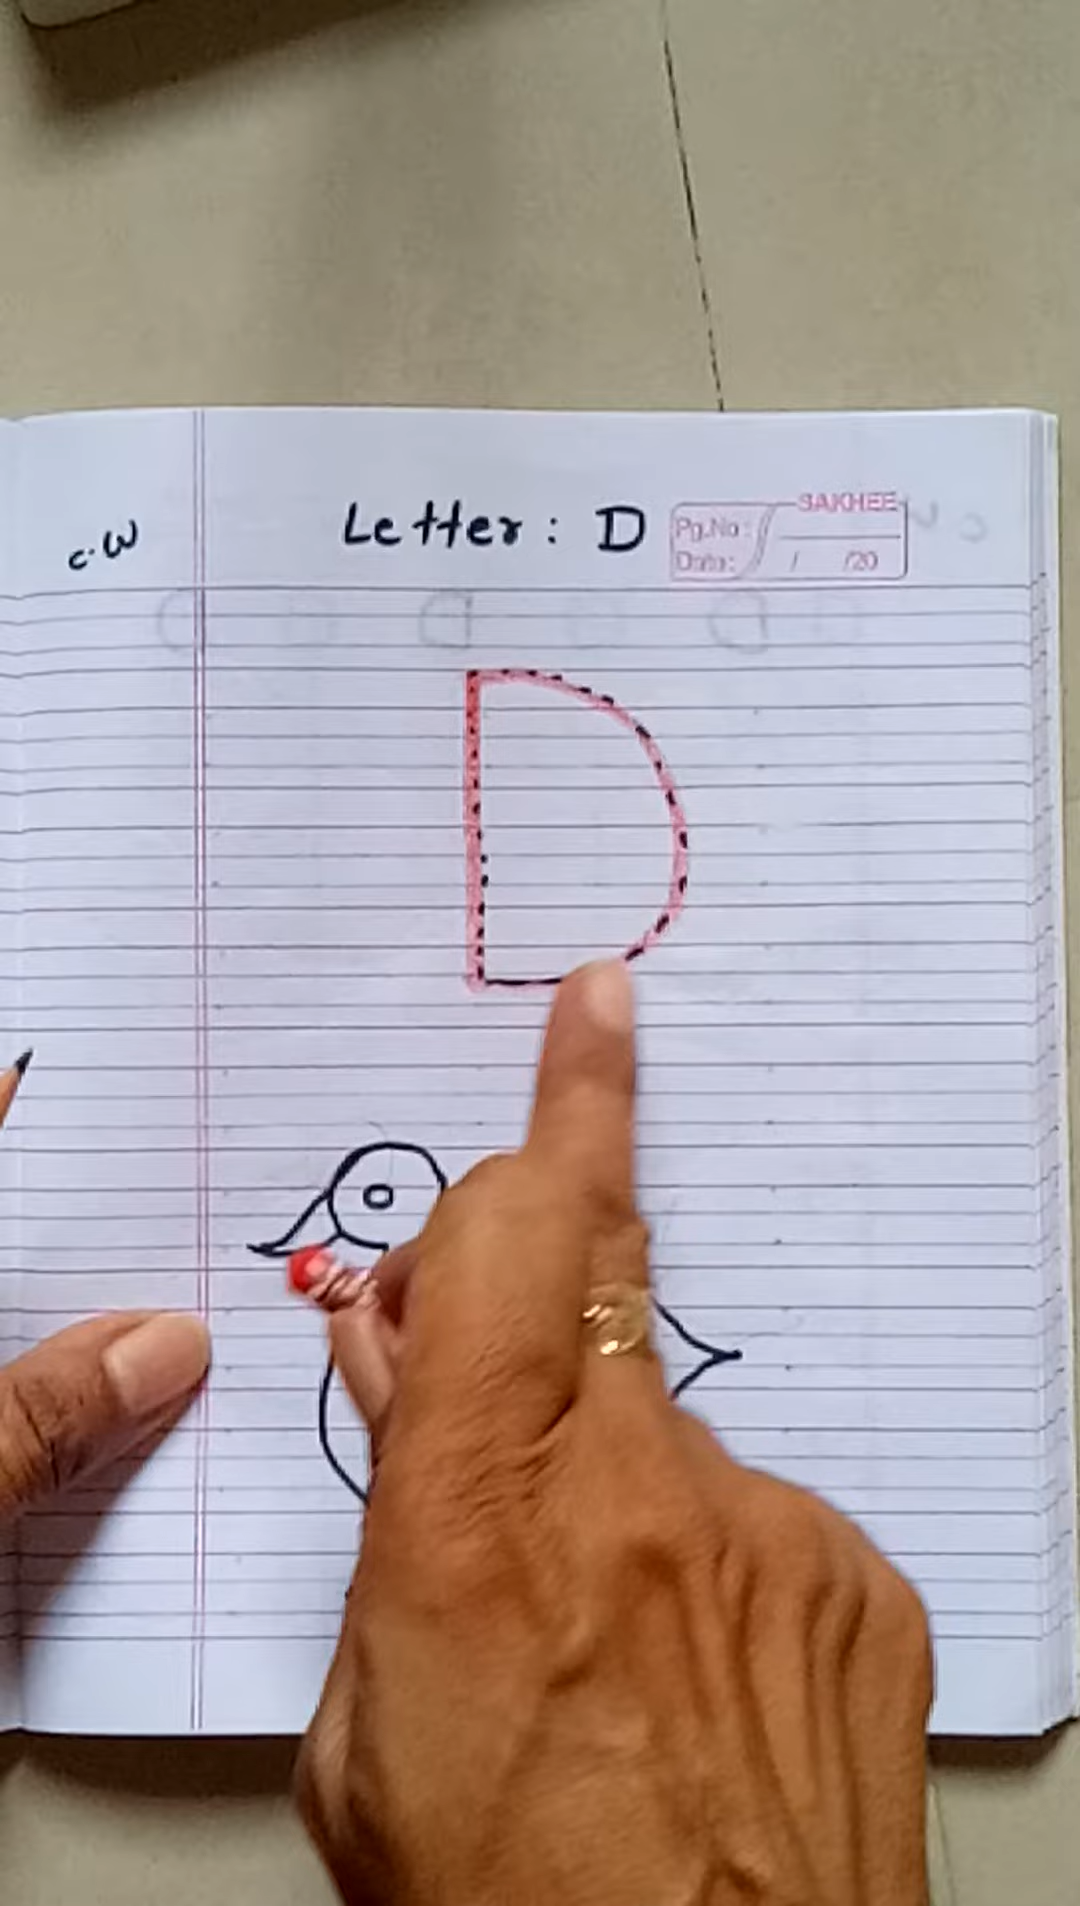 c.w
Letter : D
SAKHEE
Pg.No:
Date: / /20
D